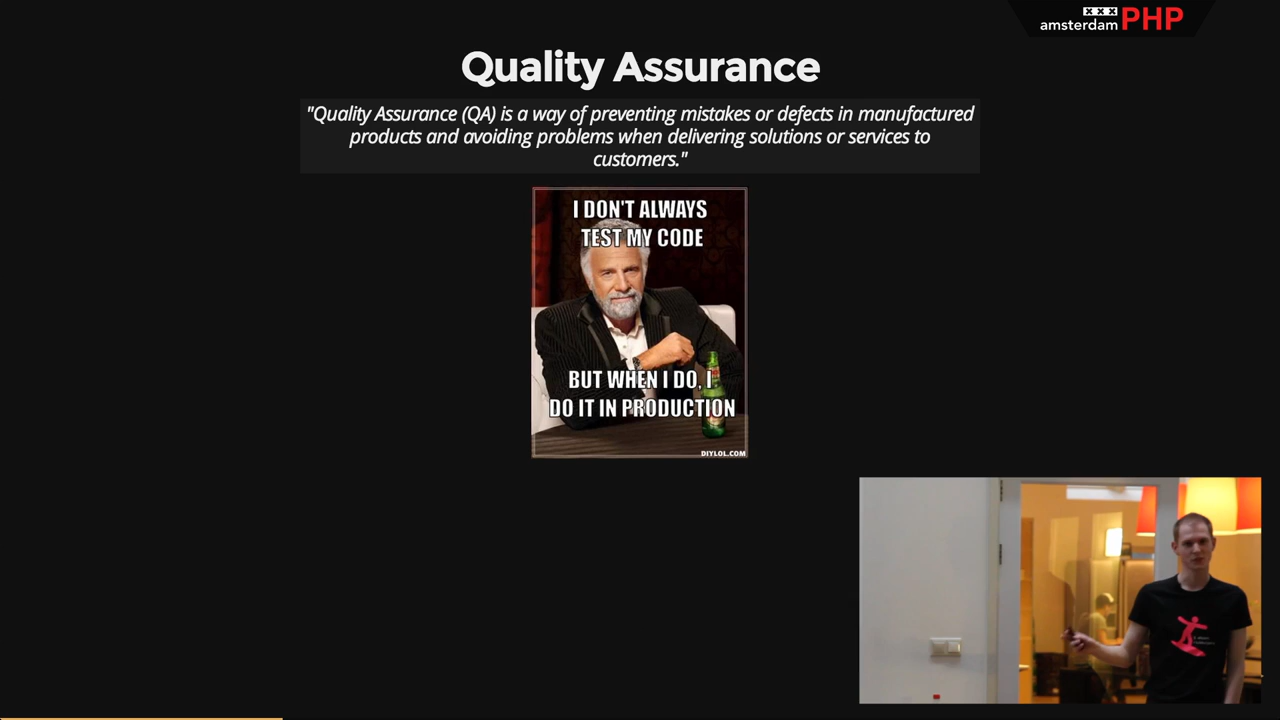 xxx
amsterdamPHP
Quality Assurance
"Quality Assurance (QA) is a way of preventing mistakes or defects in manufactured
products and avoiding problems when delivering solutions or services to
customers."
I DON'T ALWAYS
TEST MY CODE
BUT WHEN I DO, I
DO IT IN PRODUCTION
DIYLOL.COM